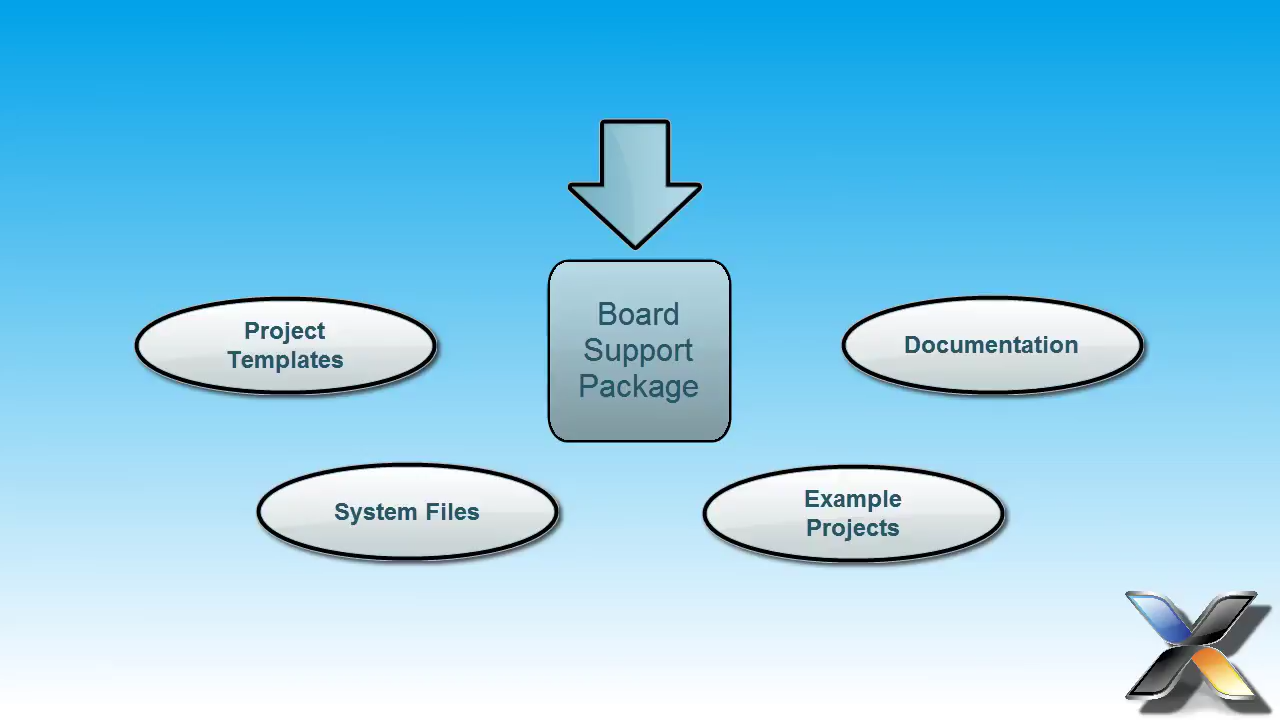 Board
Support
Package
Project
Templates
Documentation
System Files
Example
Projects